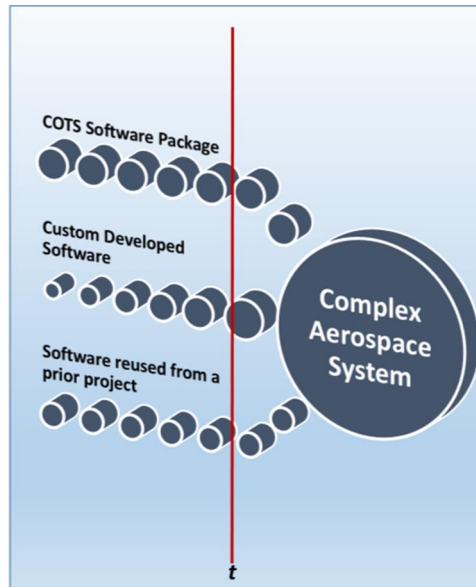 COTS Software Package
Custom Developed
Software
Complex
Aerospace
System
Software reused from a
prior project
t